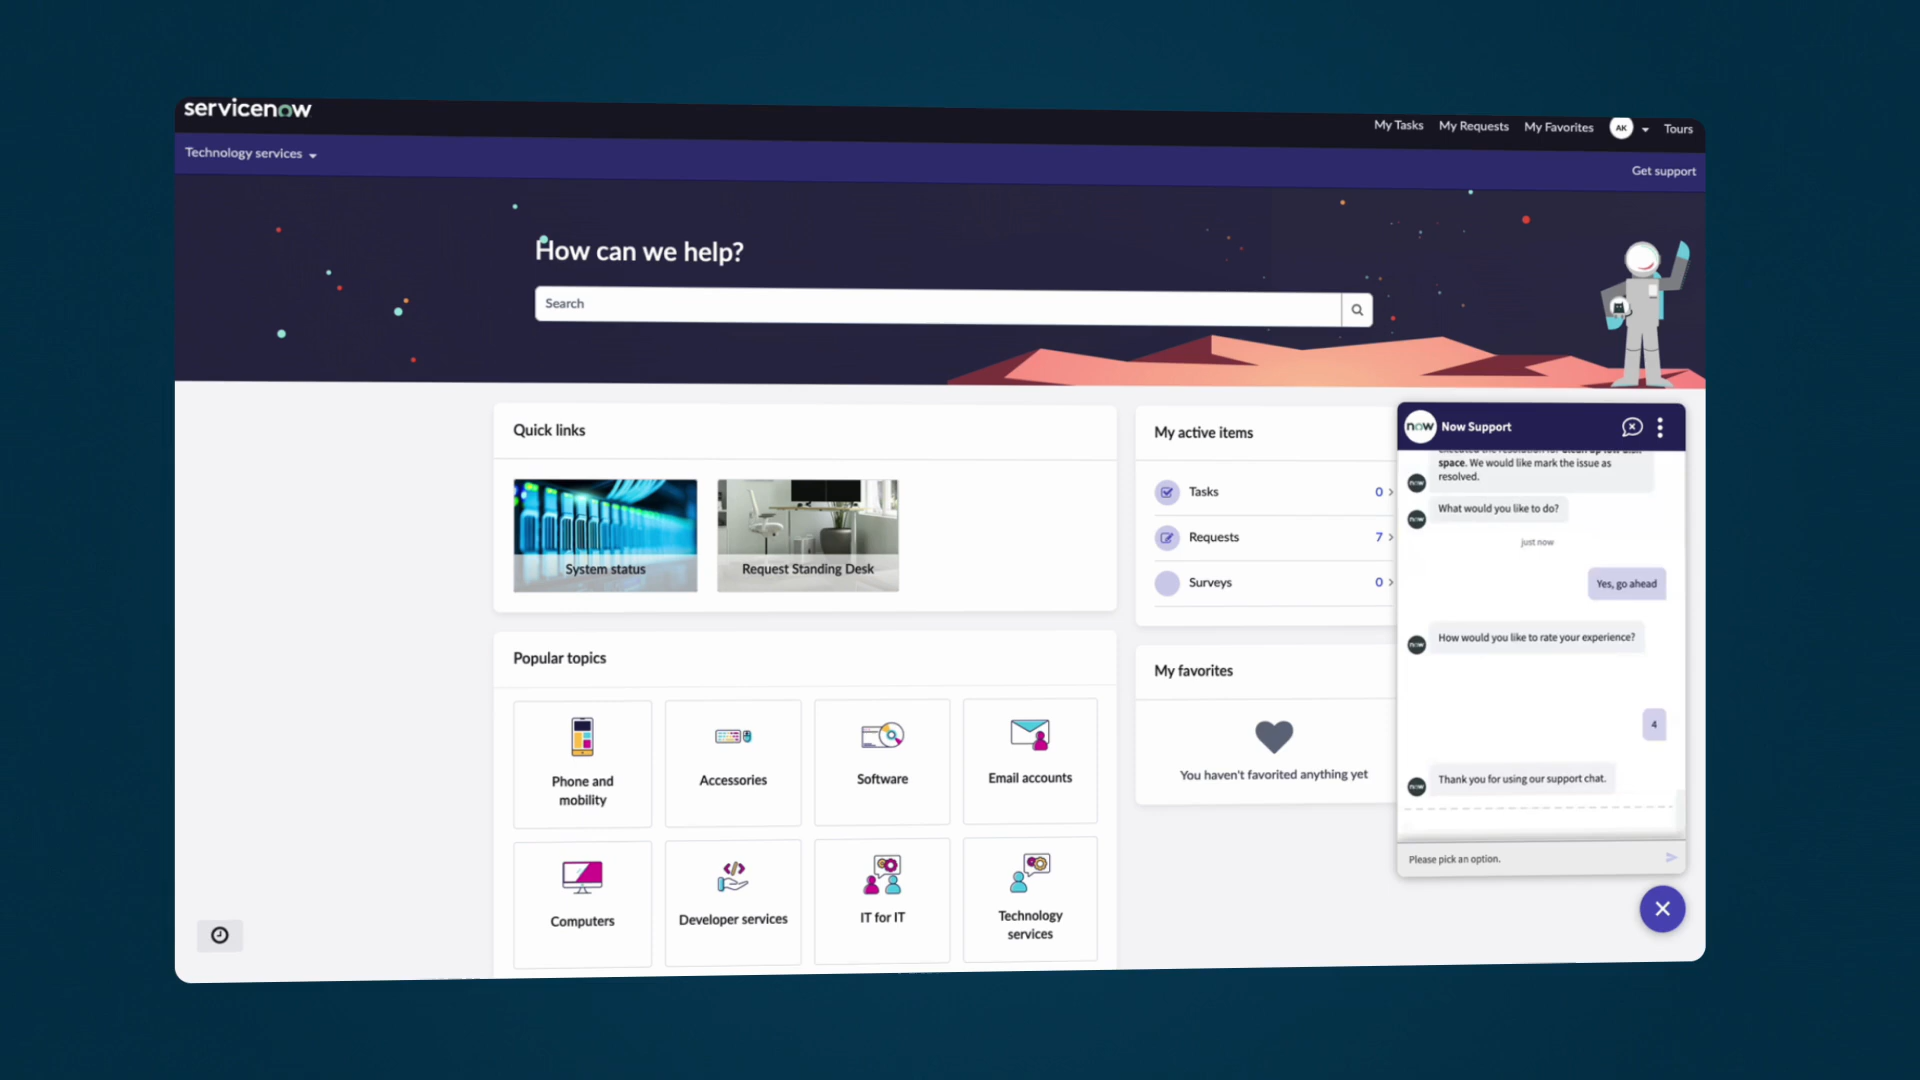 servicenow
My Tasks My Requests My Favorites AK Tours
Technology services
Get support
How can we help?
Search
Quick links
System status
Request Standing Desk
My active items
Tasks 0
Requests 7
Surveys 0
Popular topics
Phone and
mobility
Accessories
Software
Email accounts
Computers
Developer services
IT for IT
Technology
services
My favorites
You haven't favorited anything yet
now Now Support
space. We would like mark the issue as
resolved.
now
What would you like to do?
now
just now
Yes, go ahead
How would you like to rate your experience?
now
4
Thank you for using our support chat.
now
Please pick an option.